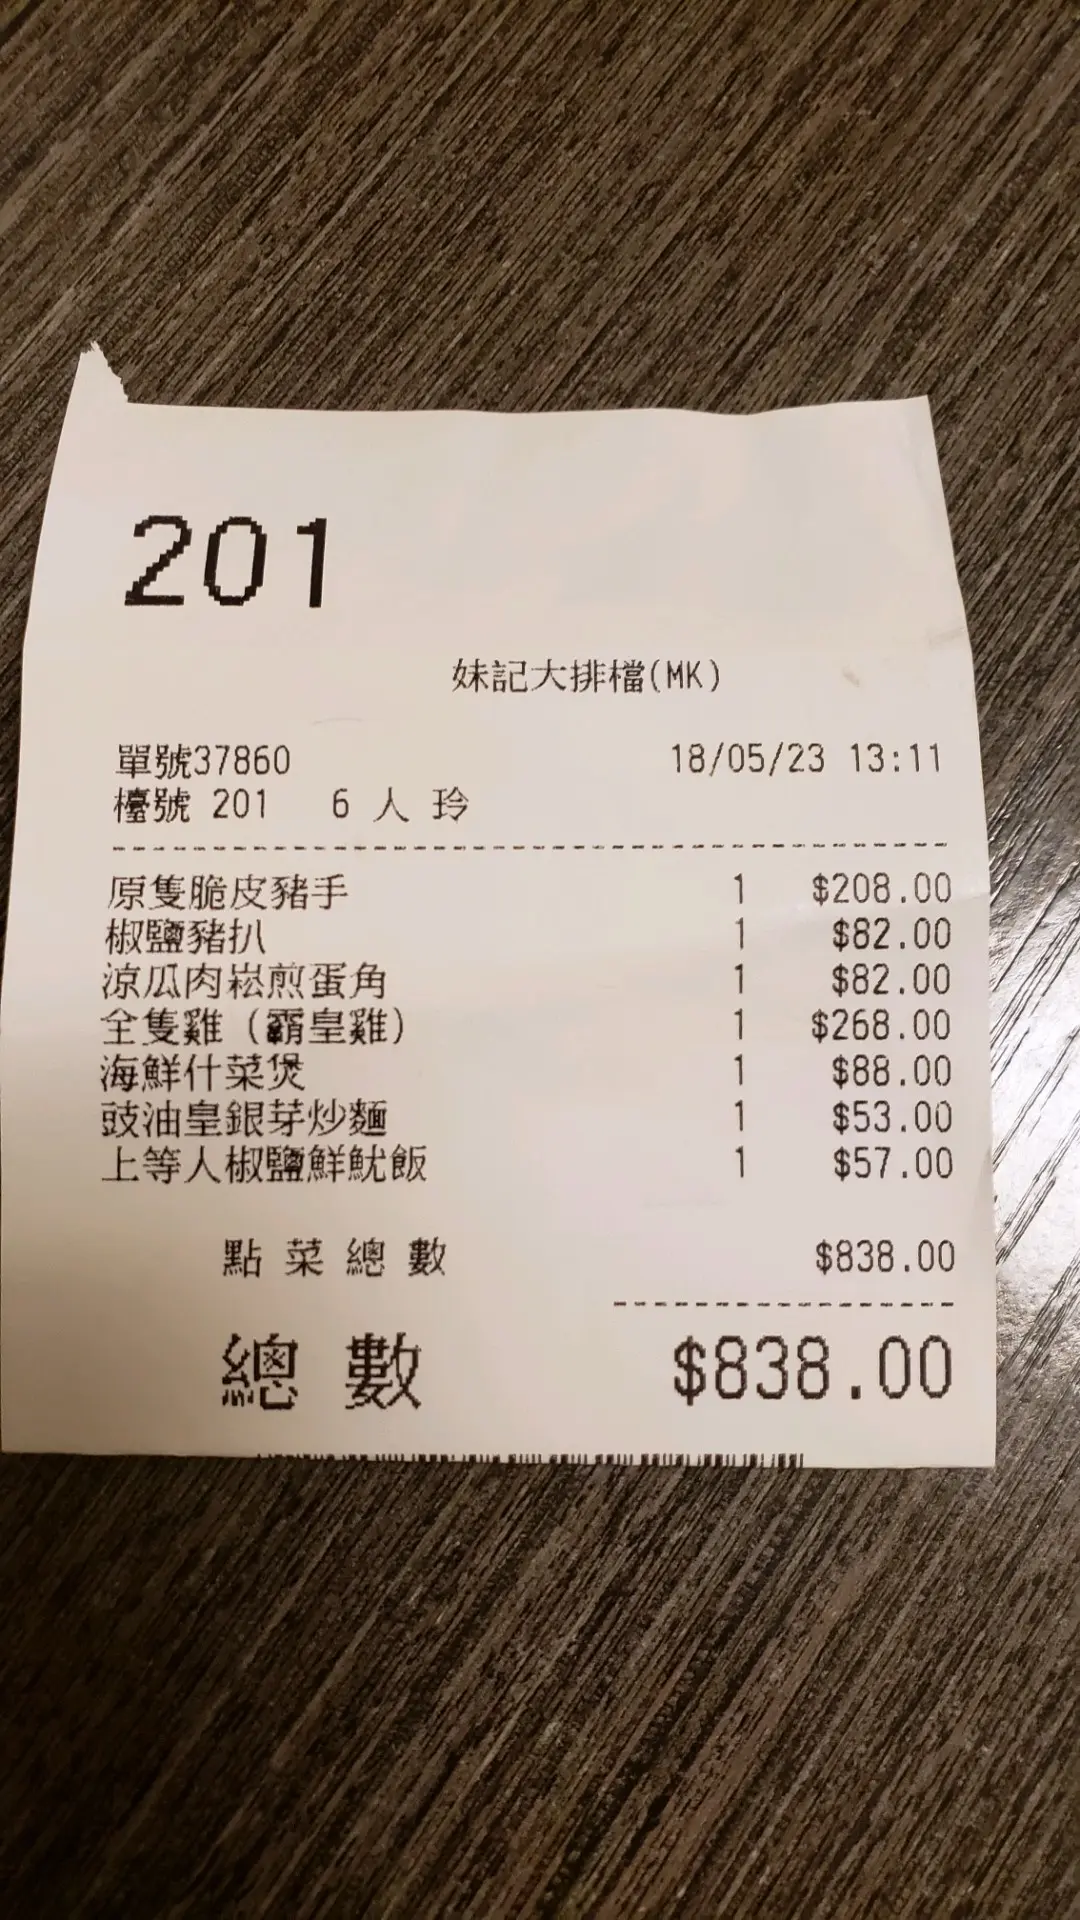 201
妹記大排檔(MK)
單號37860 18/05/23 13:11
檯號 201 6 人 玲
原隻脆皮豬手 1 $208.00
椒鹽豬扒 1 $82.00
涼瓜肉崧煎蛋角 1 $82.00
全隻雞 (霸皇雞) 1 $268.00
海鮮什菜煲 1 $88.00
豉油皇銀芽炒麵 1 $53.00
上等人椒鹽鮮魷飯 1 $57.00
點 菜 總 數 $838.00
總 數 $838.00